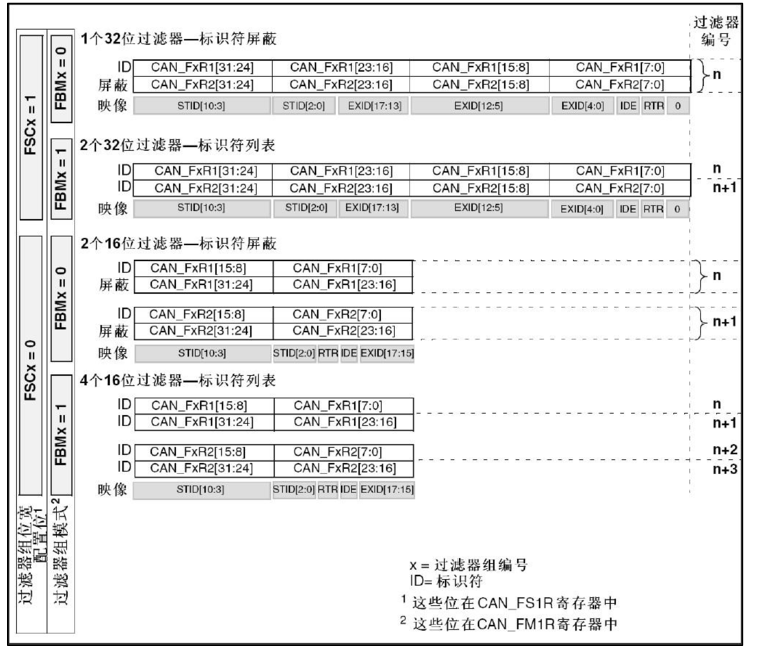 过滤器
编号
1个32位过滤器—标识符屏蔽
ID CAN_FxR1[31:24] CAN_FxR1[23:16] CAN_FxR1[15:8] CAN_FxR1[7:0]
屏蔽 CAN_FxR2[31:24] CAN_FxR2[23:16] CAN_FxR2[15:8] CAN_FxR2[7:0]
n
映像 STID[10:3] STID[2:0] EXID[17:13] EXID[12:5] EXID[4:0] IDE RTR 0
2个32位过滤器—标识符列表
ID CAN_FxR1[31:24] CAN_FxR1[23:16] CAN_FxR1[15:8] CAN_FxR1[7:0] n
ID CAN_FxR2[31:24] CAN_FxR2[23:16] CAN_FxR2[15:8] CAN_FxR2[7:0] n+1
映像 STID[10:3] STID[2:0] EXID[17:13] EXID[12:5] EXID[4:0] IDE RTR 0
2个16位过滤器—标识符屏蔽
ID CAN_FxR1[15:8] CAN_FxR1[7:0]
屏蔽 CAN_FxR1[31:24] CAN_FxR1[23:16]
n
ID CAN_FxR2[15:8] CAN_FxR2[7:0]
屏蔽 CAN_FxR2[31:24] CAN_FxR2[23:16]
n+1
映像 STID[10:3] STID[2:0] RTR IDE EXID[17:15]
4个16位过滤器—标识符列表
ID CAN_FxR1[15:8] CAN_FxR1[7:0] n
ID CAN_FxR1[31:24] CAN_FxR1[23:16] n+1
ID CAN_FxR2[15:8] CAN_FxR2[7:0] n+2
ID CAN_FxR2[31:24] CAN_FxR2[23:16] n+3
映像 STID[10:3] STID[2:0] RTR IDE EXID[17:15]
FSCx = 1
FBMx = 0
FBMx = 1
FSCx = 0
FBMx = 0
FBMx = 1
过滤器组位宽
配置位1
过滤器组模式2
x = 过滤器组编号
ID= 标识符
1 这些位在CAN_FS1R寄存器中
2 这些位在CAN_FM1R寄存器中